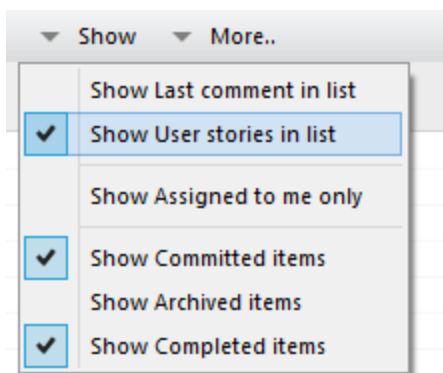 Show More..
Show Last comment in list
Show User stories in list
Show Assigned to me only
Show Committed items
Show Archived items
Show Completed items